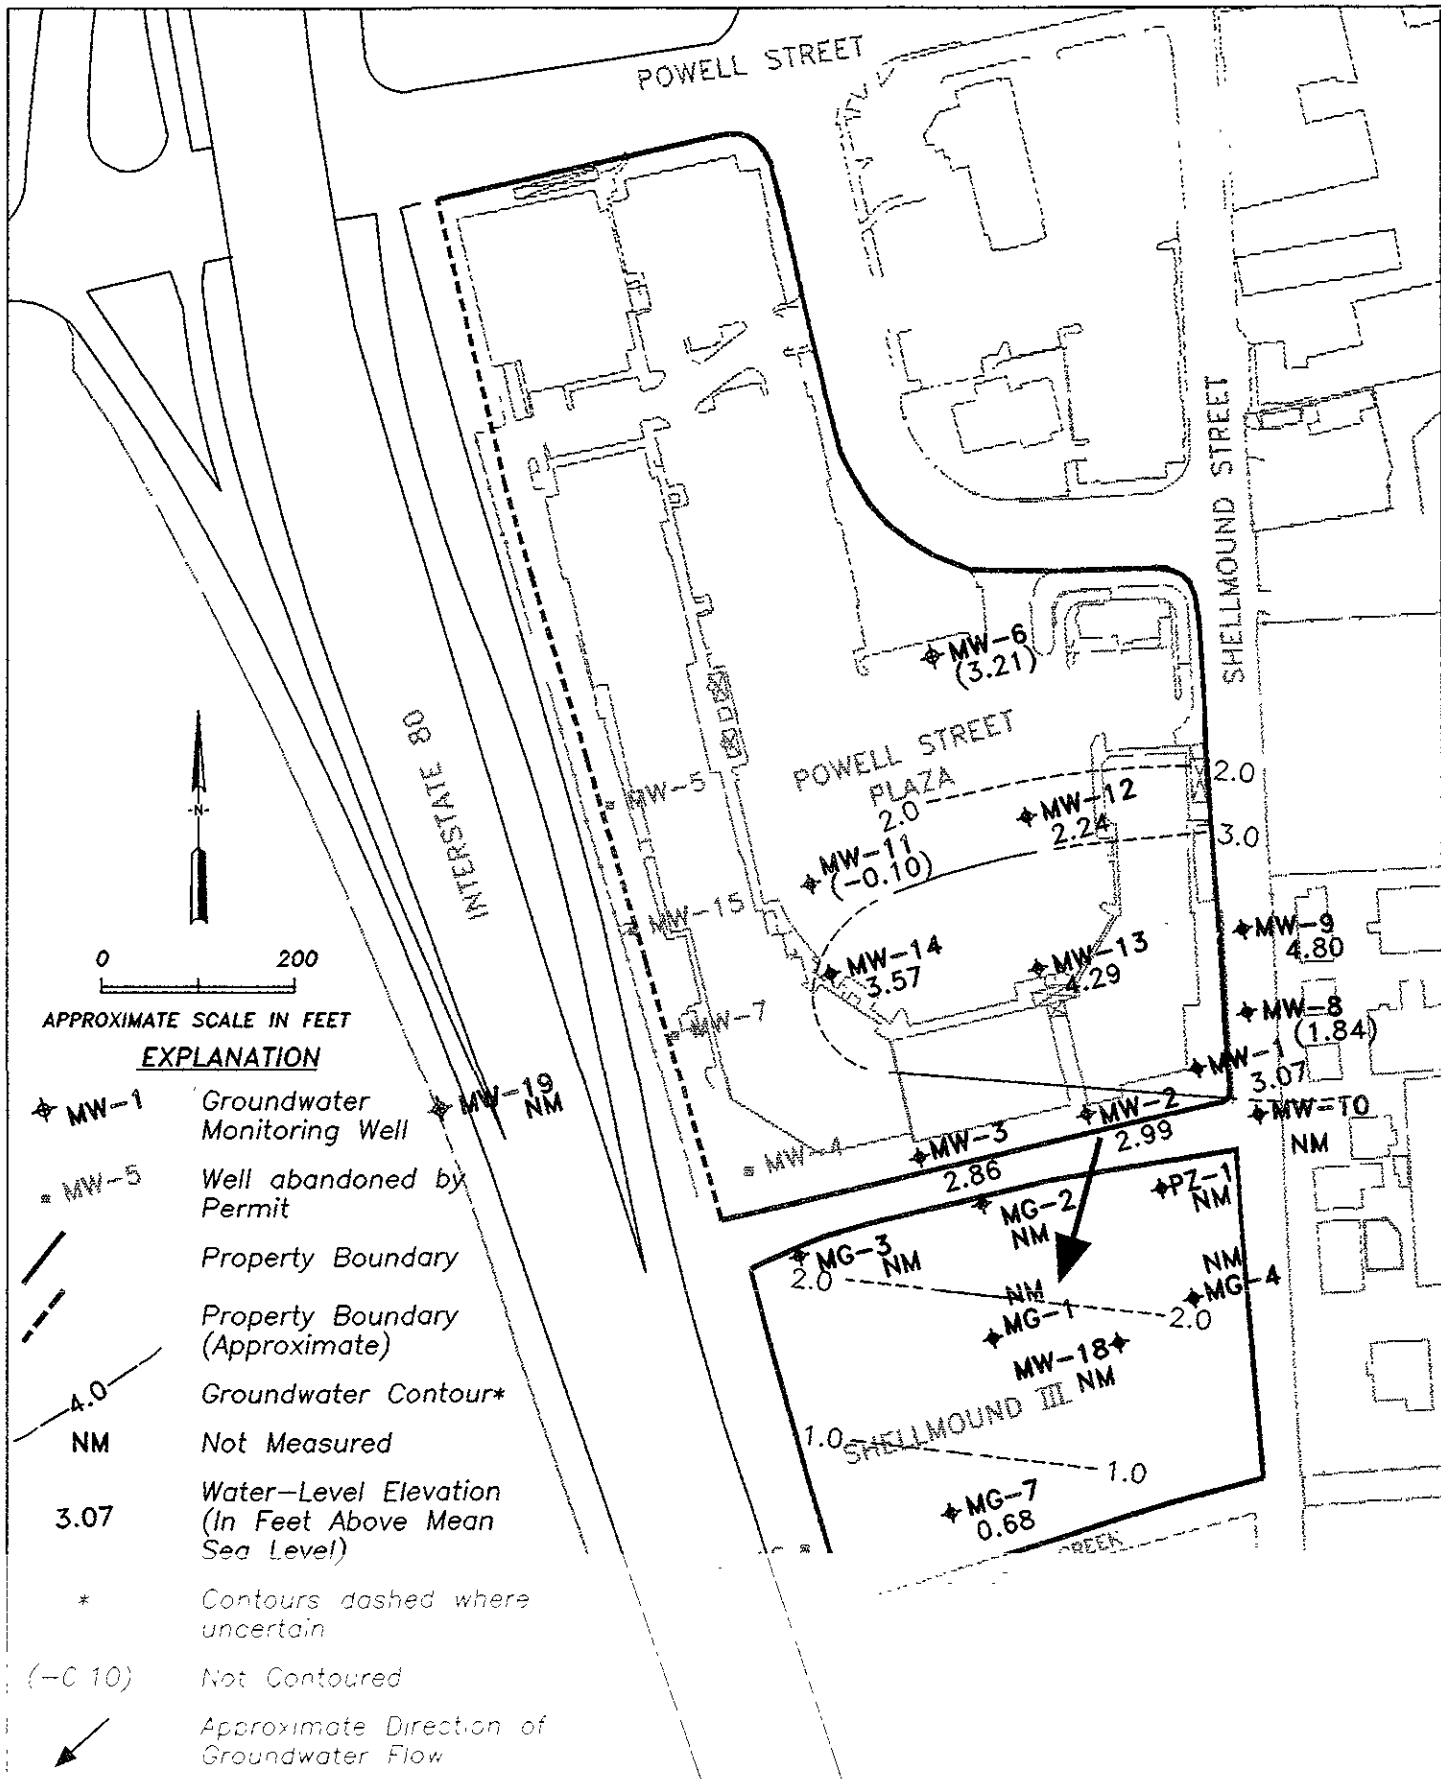 POWELL STREET
SHELLMOUND STREET
MW-6
(3.21)
INTERSTATE 80
POWELL STREET
PLAZA
MW-5
2.0
2.0
MW-12
2.24
3.0
MW-11
(-0.10)
MW-15
MW-9
4.80
MW-14
3.57
MW-13
4.29
-N-
0 200
APPROXIMATE SCALE IN FEET
MW-7
MW-8
(1.84)
MW-1
3.07
MW-10
NM
MW-19
NM
MW-2
2.99
MW-3
2.86
MW-4
PZ-1
NM
MG-2
NM
MG-3
NM
2.0
2.0
NM
MG-4
NM
MG-1
MW-18
NM
SHELLMOUND III
1.0
1.0
MG-7
0.68
CREEK
EXPLANATION
MW-1 Groundwater
Monitoring Well
MW-5 Well abandoned by
Permit
Property Boundary
Property Boundary
(Approximate)
4.0 Groundwater Contour*
NM Not Measured
3.07 Water-Level Elevation
(In Feet Above Mean
Sea Level)
* Contours dashed where
uncertain
(-0.10) Not Contoured
Approximate Direction of
Groundwater Flow